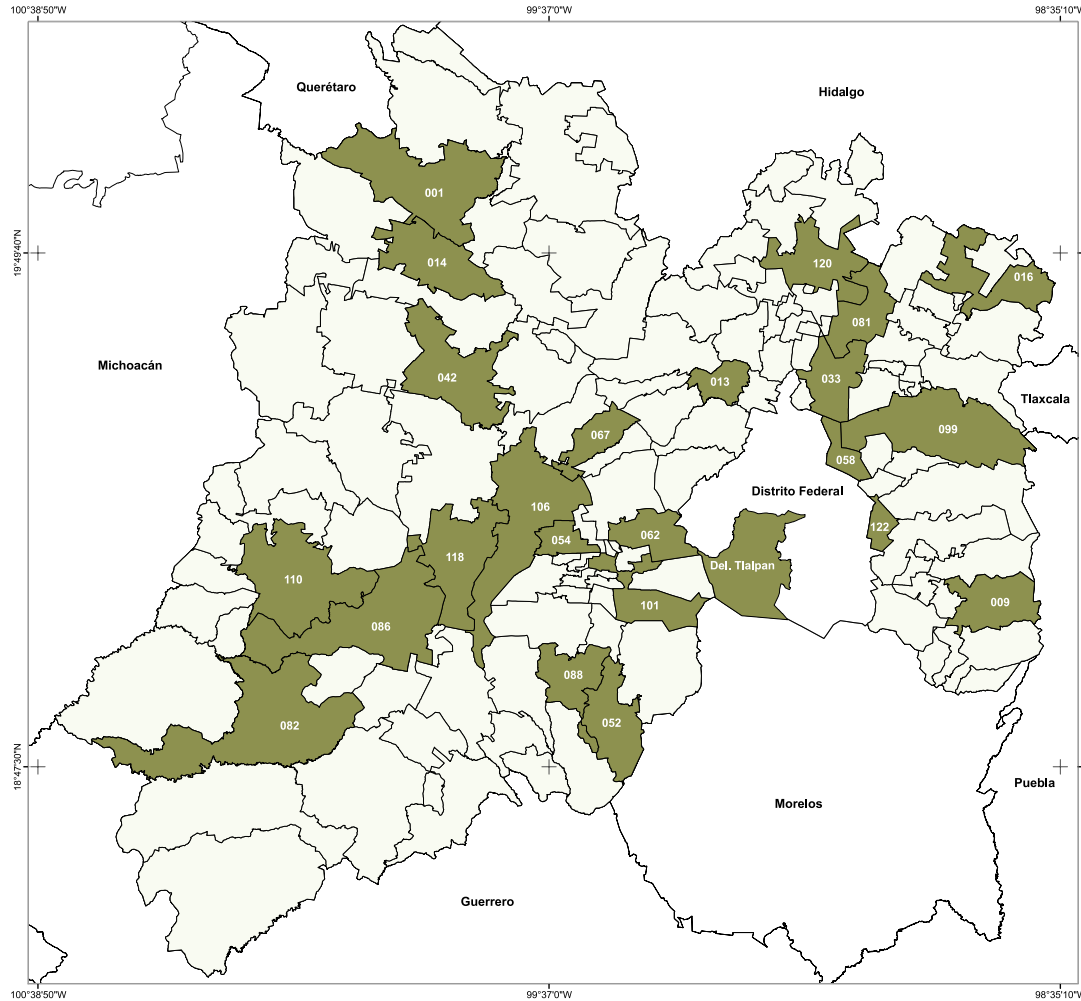 100°38'50"W
99°37'0"W
98°35'10"W
Querétaro
Hidalgo
001
19°49'40"N
014
120
016
081
Michoacán
042
013
033
Tlaxcala
067
099
058
Distrito Federal
106
122
054
062
118
Del. Tlalpan
110
009
101
086
088
082
052
18°47'30"N
Puebla
Morelos
Guerrero
100°38'50"W
99°37'0"W
98°35'10"W